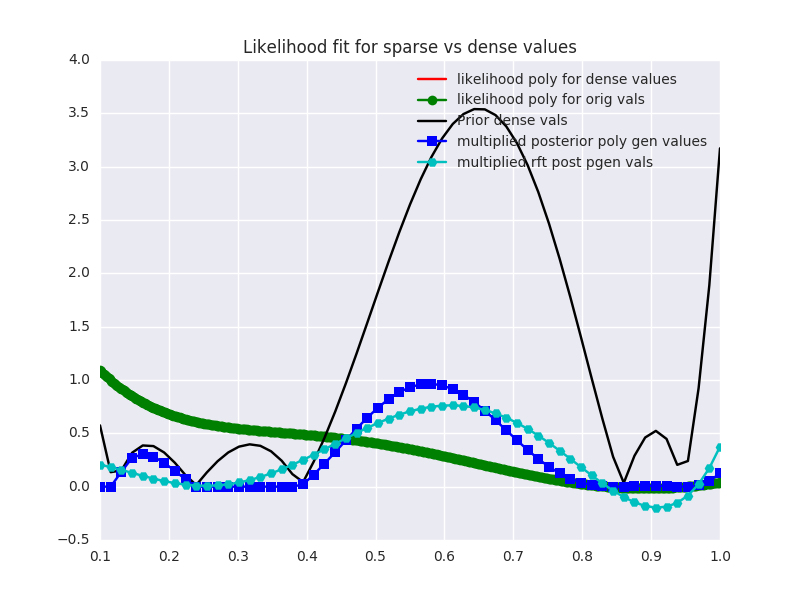 Likelihood fit for sparse vs dense values
4.0
3.5
3.0
2.5
2.0
1.5
1.0
0.5
0.0
−0.5
likelihood poly for dense values
likelihood poly for orig vals
Prior dense vals
multiplied posterior poly gen values
multiplied rft post pgen vals
0.1 0.2 0.3 0.4 0.5 0.6 0.7 0.8 0.9 1.0